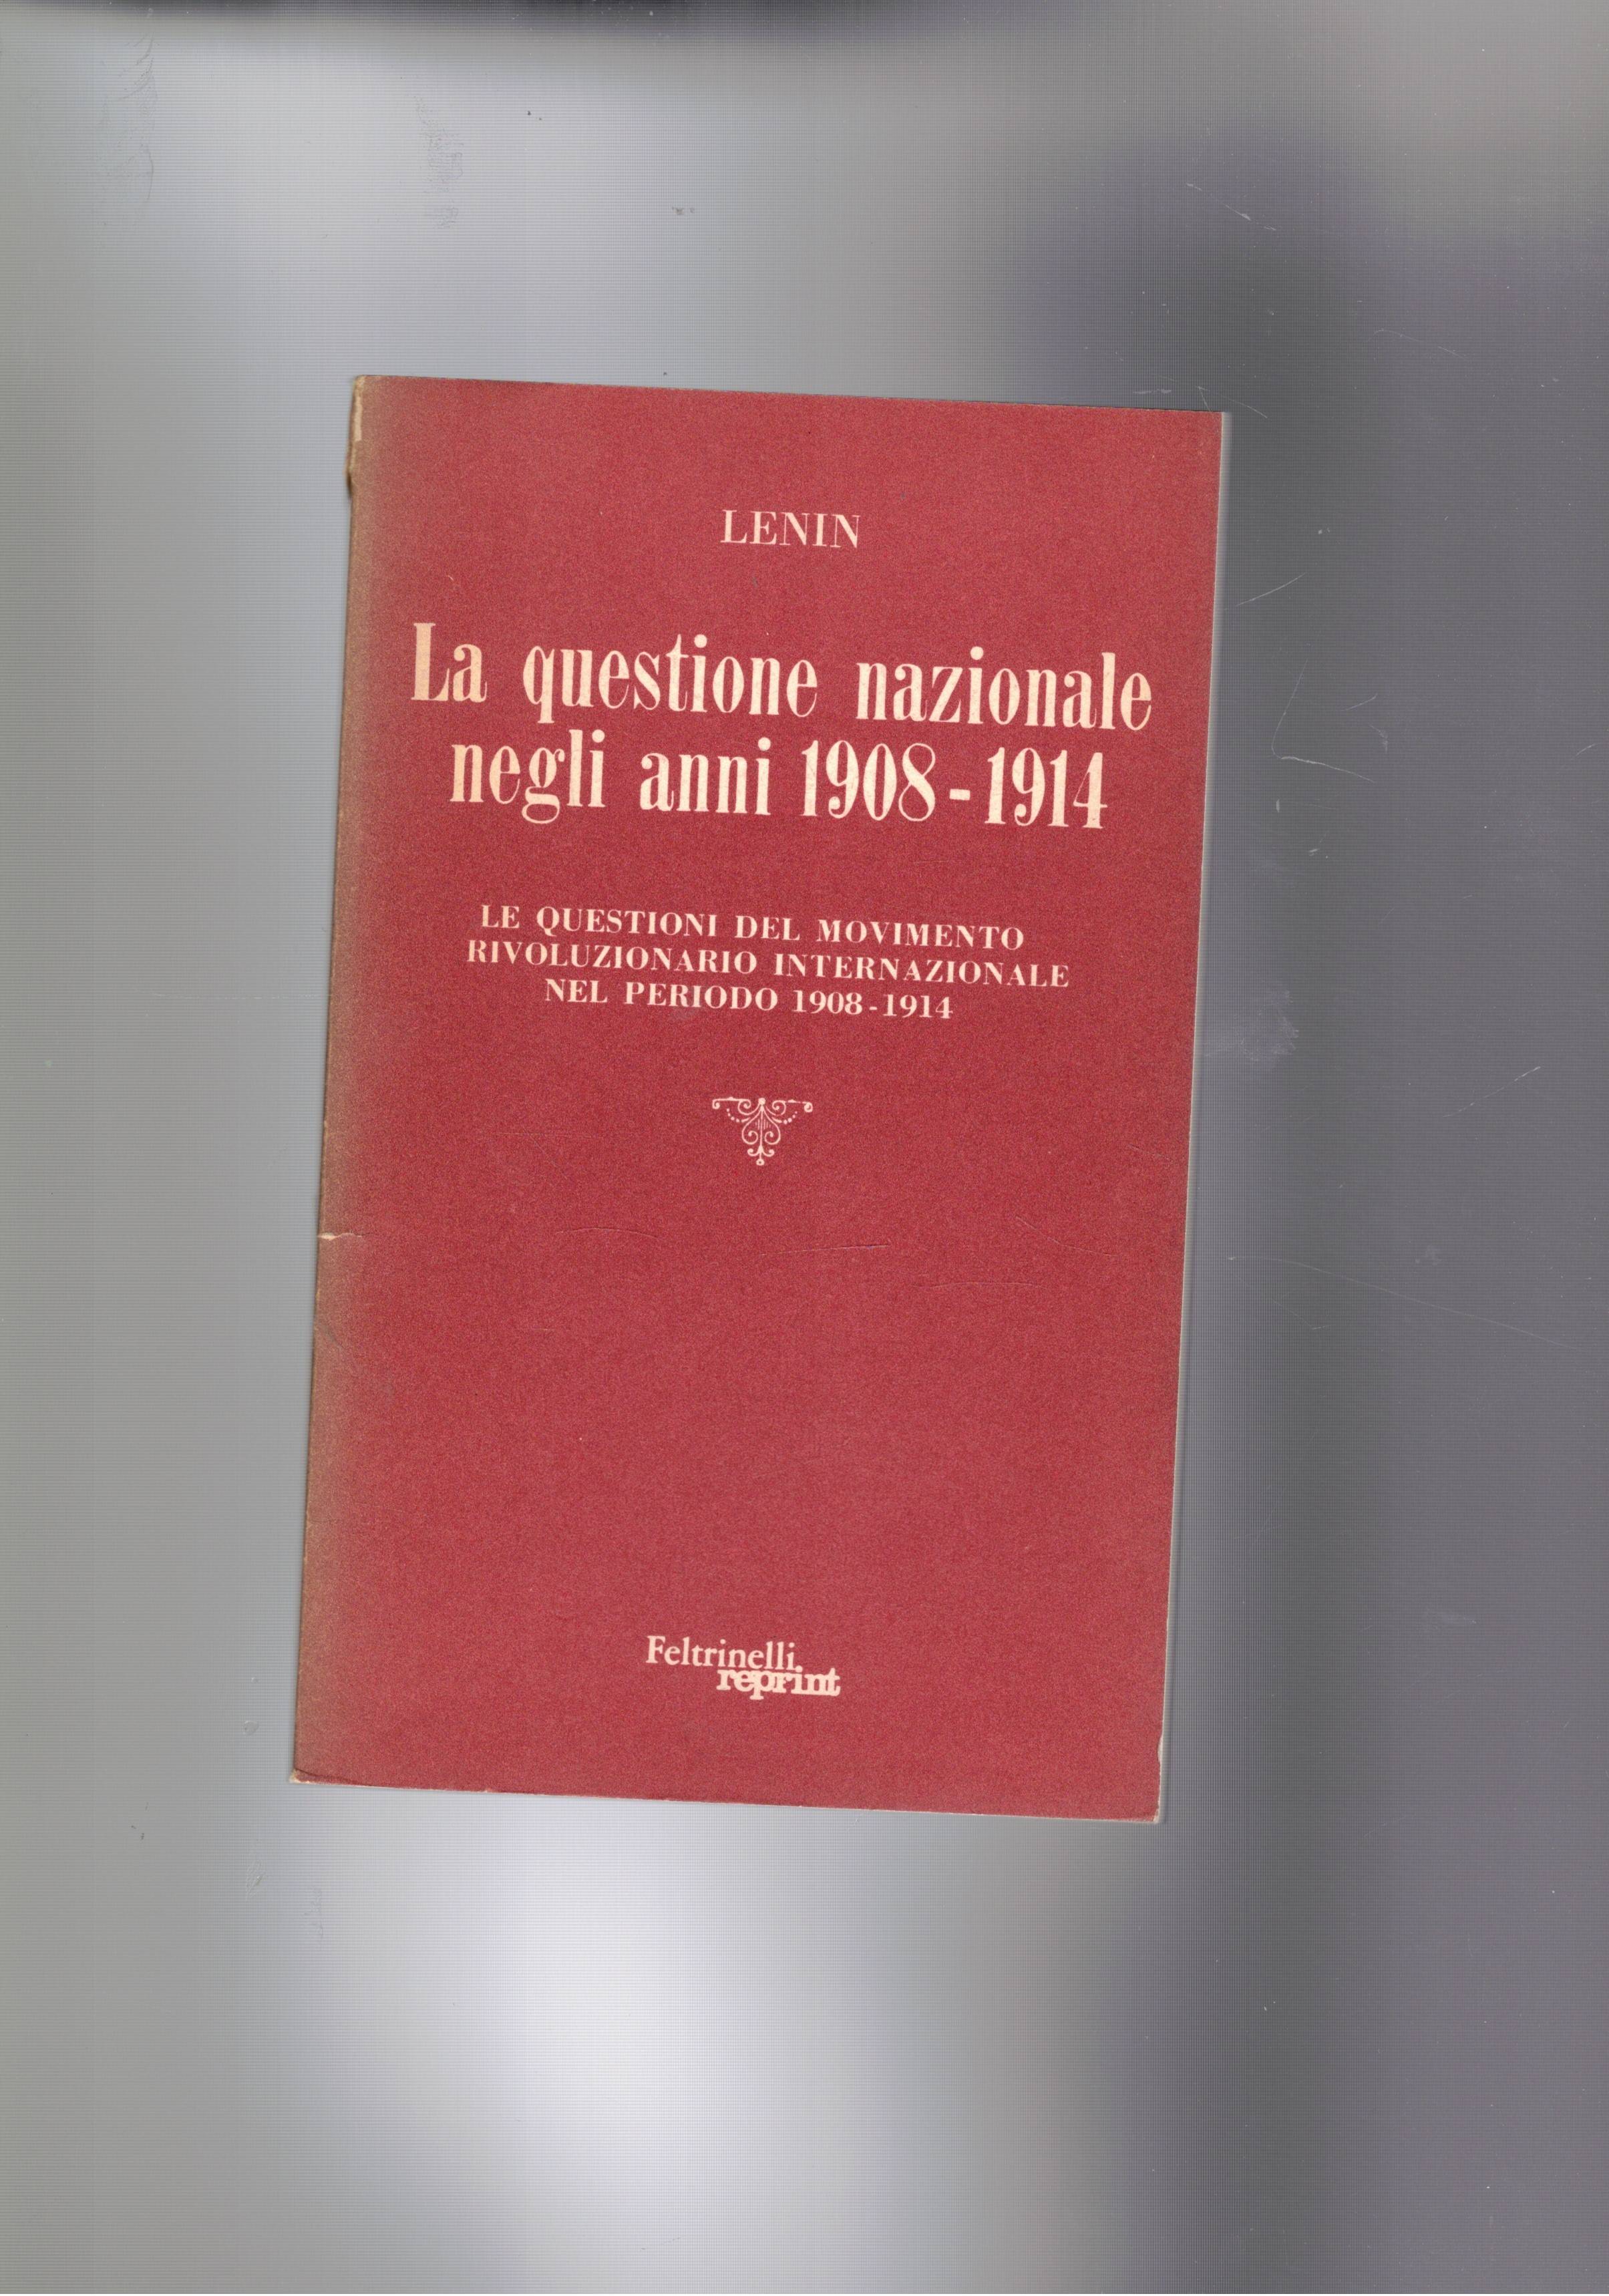 LENIN
La questione nazionale
negli anni 1908-1914
LE QUESTIONI DEL MOVIMENTO
RIVOLUZIONARIO INTERNAZIONALE
NEL PERIODO 1908-1914
Feltrinelli
reprint